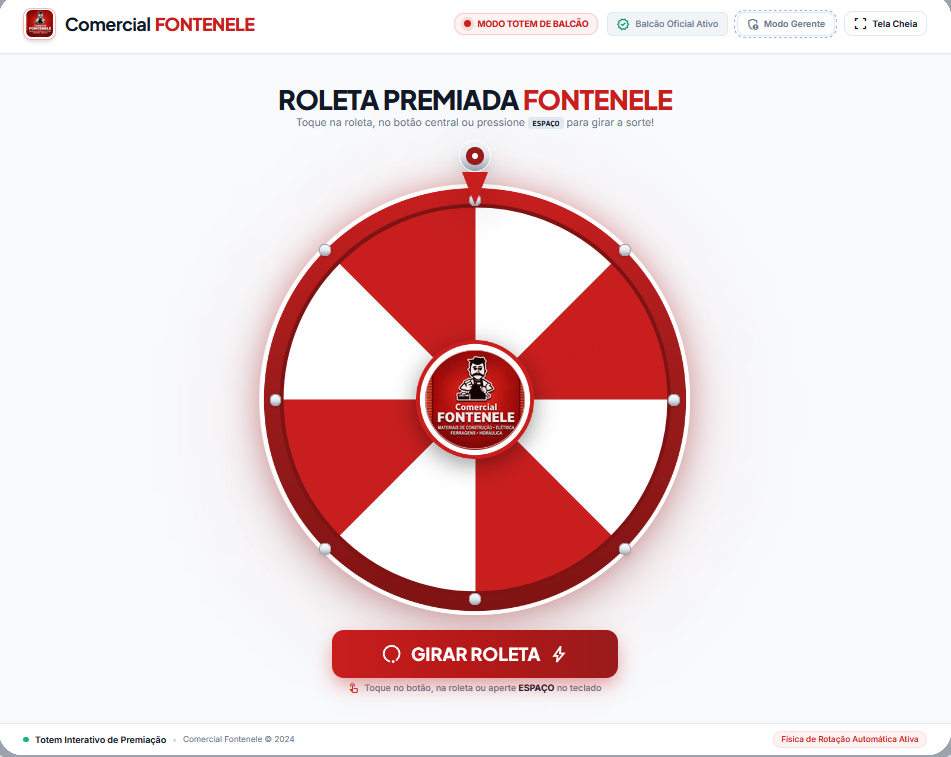 Comercial FONTENELE
MODO TOTEM DE BALCÃO
Balcão Oficial Ativo
Modo Gerente
Tela Cheia
ROLETA PREMIADA FONTENELE
Toque na roleta, no botão central ou pressione ESPAÇO para girar a sorte!
Comercial
FONTENELE
MATERIAIS DE CONSTRUÇÃO • ELÉTRICA
FERRAGENS • HIDRÁULICA
GIRAR ROLETA
Toque no botão, na roleta ou aperte ESPAÇO no teclado
Totem Interativo de Premiação • Comercial Fontenele © 2024
Física de Rotação Automática Ativa